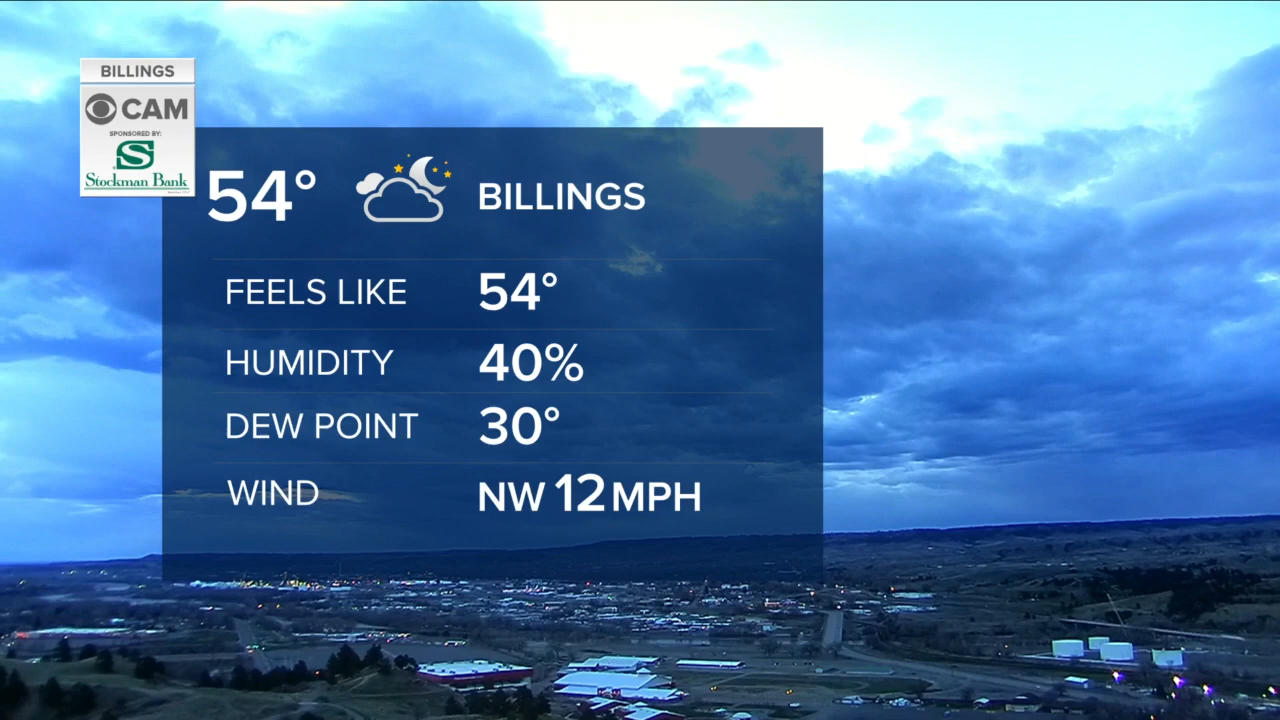 BILLINGS
CAM
SPONSORED BY:
S
Stockman Bank
54° BILLINGS
FEELS LIKE 54°
HUMIDITY 40%
DEW POINT 30°
WIND NW 12 MPH